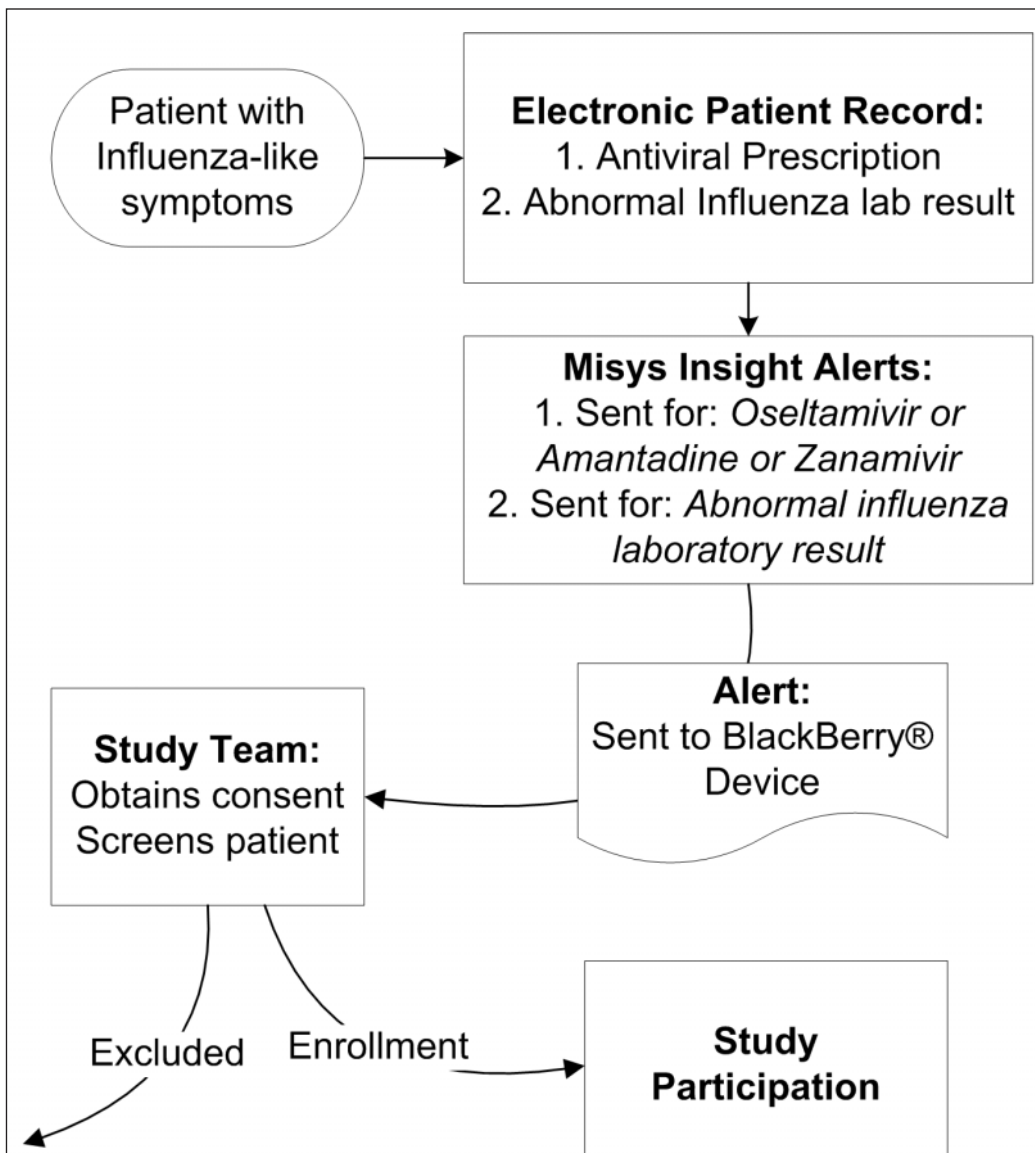 Patient with
Influenza-like
symptoms
Electronic Patient Record:
1. Antiviral Prescription
2. Abnormal Influenza lab result
Misys Insight Alerts:
1. Sent for: Oseltamivir or
Amantadine or Zanamivir
2. Sent for: Abnormal influenza
laboratory result
Alert:
Sent to BlackBerry®
Device
Study Team:
Obtains consent
Screens patient
Excluded
Enrollment
Study
Participation